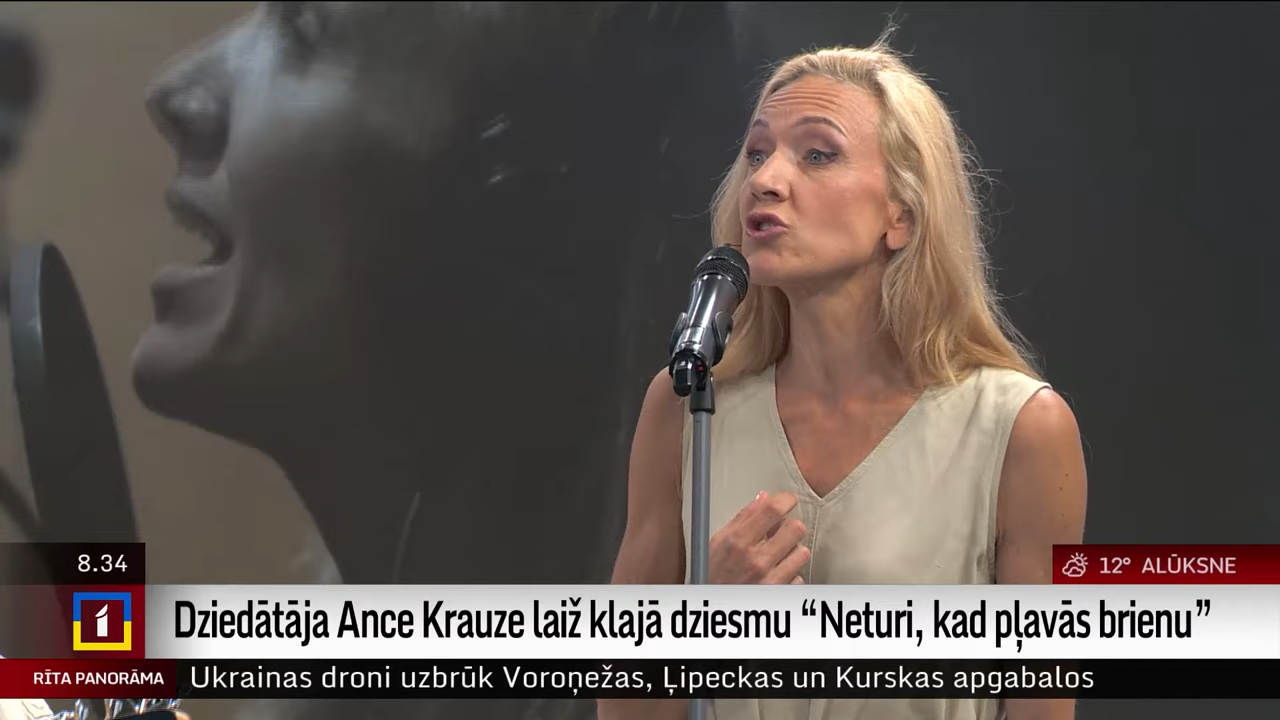 8.34
12° ALŪKSNE
1
Dziedātāja Ance Krauze laiž klajā dziesmu “Neturi, kad pļavās brienu”
RĪTA PANORĀMA
Ukrainas droni uzbrūk Voroņežas, Ļipeckas un Kurskas apgabalos